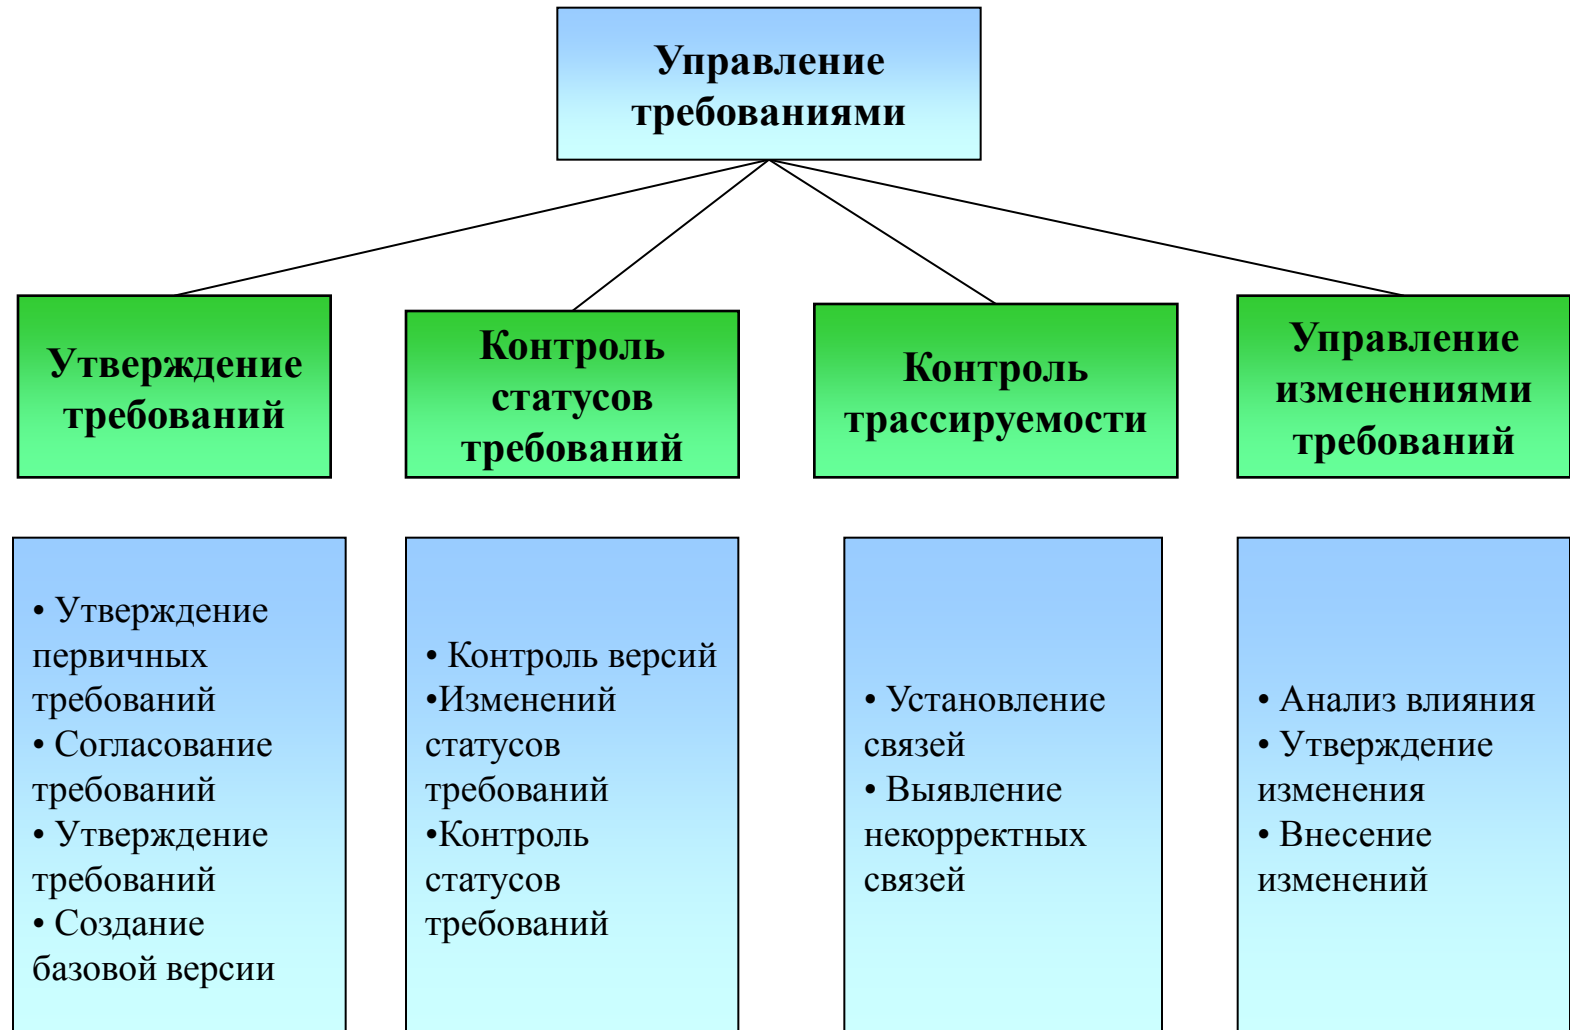 Управление
требованиями
Утверждение
требований
Контроль
статусов
требований
Контроль
трассируемости
Управление
изменениями
требований
• Утверждение
первичных
требований
• Согласование
требований
• Утверждение
требований
• Создание
базовой версии
• Контроль версий
•Изменений
статусов
требований
•Контроль
статусов
требований
• Установление
связей
• Выявление
некорректных
связей
• Анализ влияния
• Утверждение
изменения
• Внесение
изменений